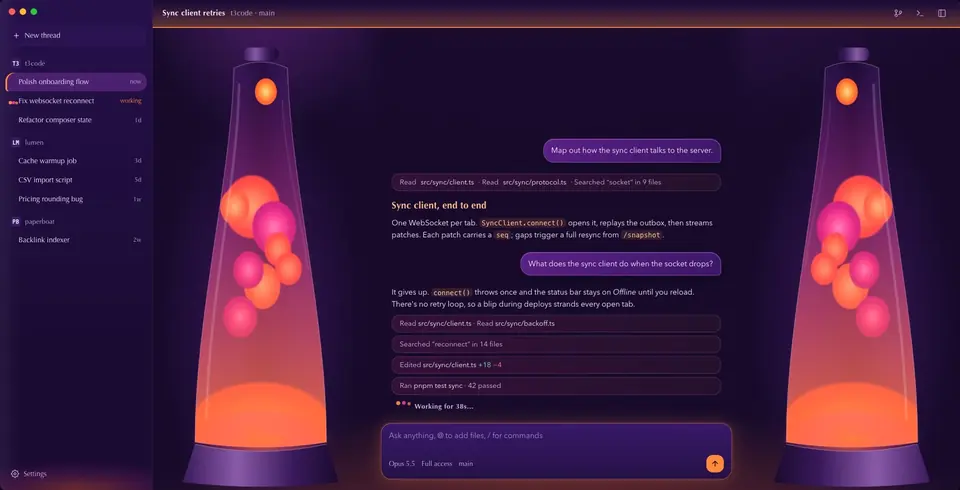 Sync client retries t3code · main
+ New thread
T3 t3code
Polish onboarding flow now
Fix websocket reconnect working
Refactor composer state 1d
LM lumen
Cache warmup job 3d
CSV import script 5d
Pricing rounding bug 1w
PB paperboat
Backlink indexer 2w
Settings
Map out how the sync client talks to the server.
Read src/sync/client.ts · Read src/sync/protocol.ts · Searched "socket" in 9 files
Sync client, end to end
One WebSocket per tab. SyncClient.connect() opens it, replays the outbox, then streams
patches. Each patch carries a seq; gaps trigger a full resync from /snapshot.
What does the sync client do when the socket drops?
It gives up. connect() throws once and the status bar stays on Offline until you reload.
There's no retry loop, so a blip during deploys strands every open tab.
Read src/sync/client.ts · Read src/sync/backoff.ts
Searched "reconnect" in 14 files
Edited src/sync/client.ts +18 −4
Ran pnpm test sync · 42 passed
Working for 38s...
Ask anything, @ to add files, / for commands
Opus 5.5 Full access main